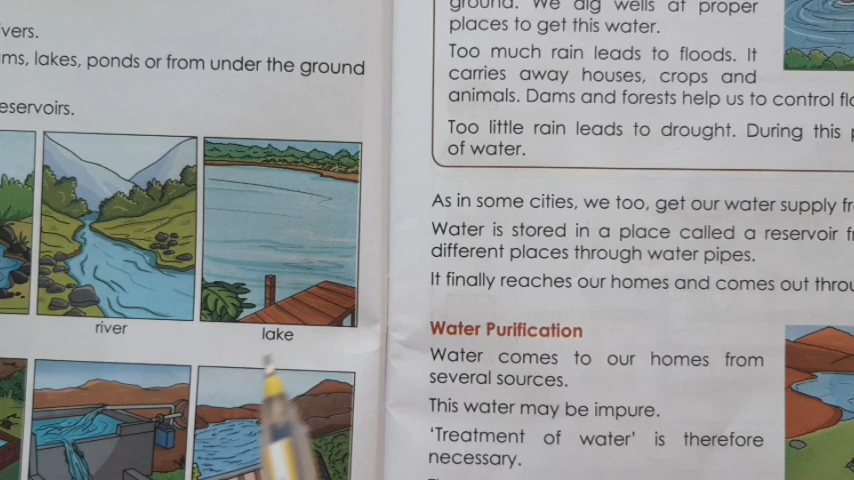 ivers.
ms, lakes, ponds or from under the ground
eservoirs.
river
lake
ground. We dig wells at proper
places to get this water.
Too much rain leads to floods. It
carries away houses, crops and
animals. Dams and forests help us to control flo
Too little rain leads to drought. During this p
of water.
As in some cities, we too, get our water supply fr
Water is stored in a place called a reservoir f
different places through water pipes.
It finally reaches our homes and comes out throu
Water Purification
Water comes to our homes from
several sources.
This water may be impure.
‘Treatment of water’ is therefore
necessary.